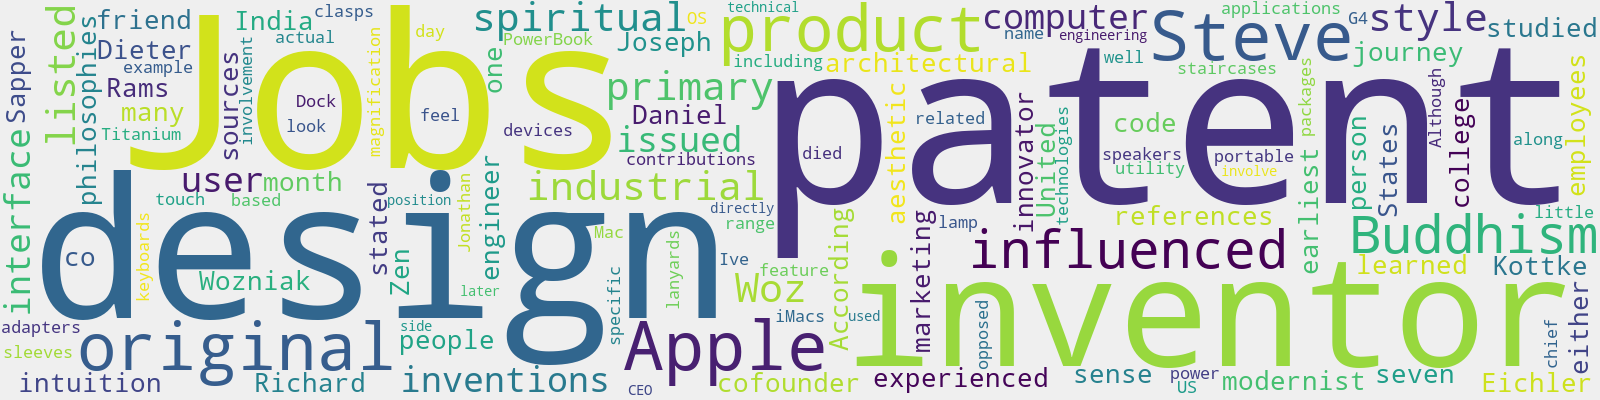 technical
friend
India
clasps
spiritual
OS
product
computer
applications
G4
style
studied
listed
Sapper
Dieter
actual
day
PowerBook
Joseph
name
engineering
Steve
journey
philosophies
example
sources
involvement
magnification
one
including
architectural
well
staircases
packages
employees
Rams
Jobs
Dock
primary
patent
Although
college
many
Titanium
look
feel
devices
Daniel
issued
contributions
related
aesthetic
innovator
United
technologies
code
speakers
portable
utility
involve
person
States
along
interface
user
month
died
industrial
touch
based
stated
position
Jonathan
engineer
directly
range
According
lamp
references
earliest
little
design
co
keyboards
Wozniak
Zen
later
Mac
specific
lanyards
Ive
feature
Woz
marketing
influenced
Buddhism
learned
Kottke
adapters
sleeves
original
side
people
Apple
iMacs
used
inventor
opposed
chief
either
intuition
Richard
inventions
CEO
cofounder
experienced
sense
power
US
modernist
seven
Eichler